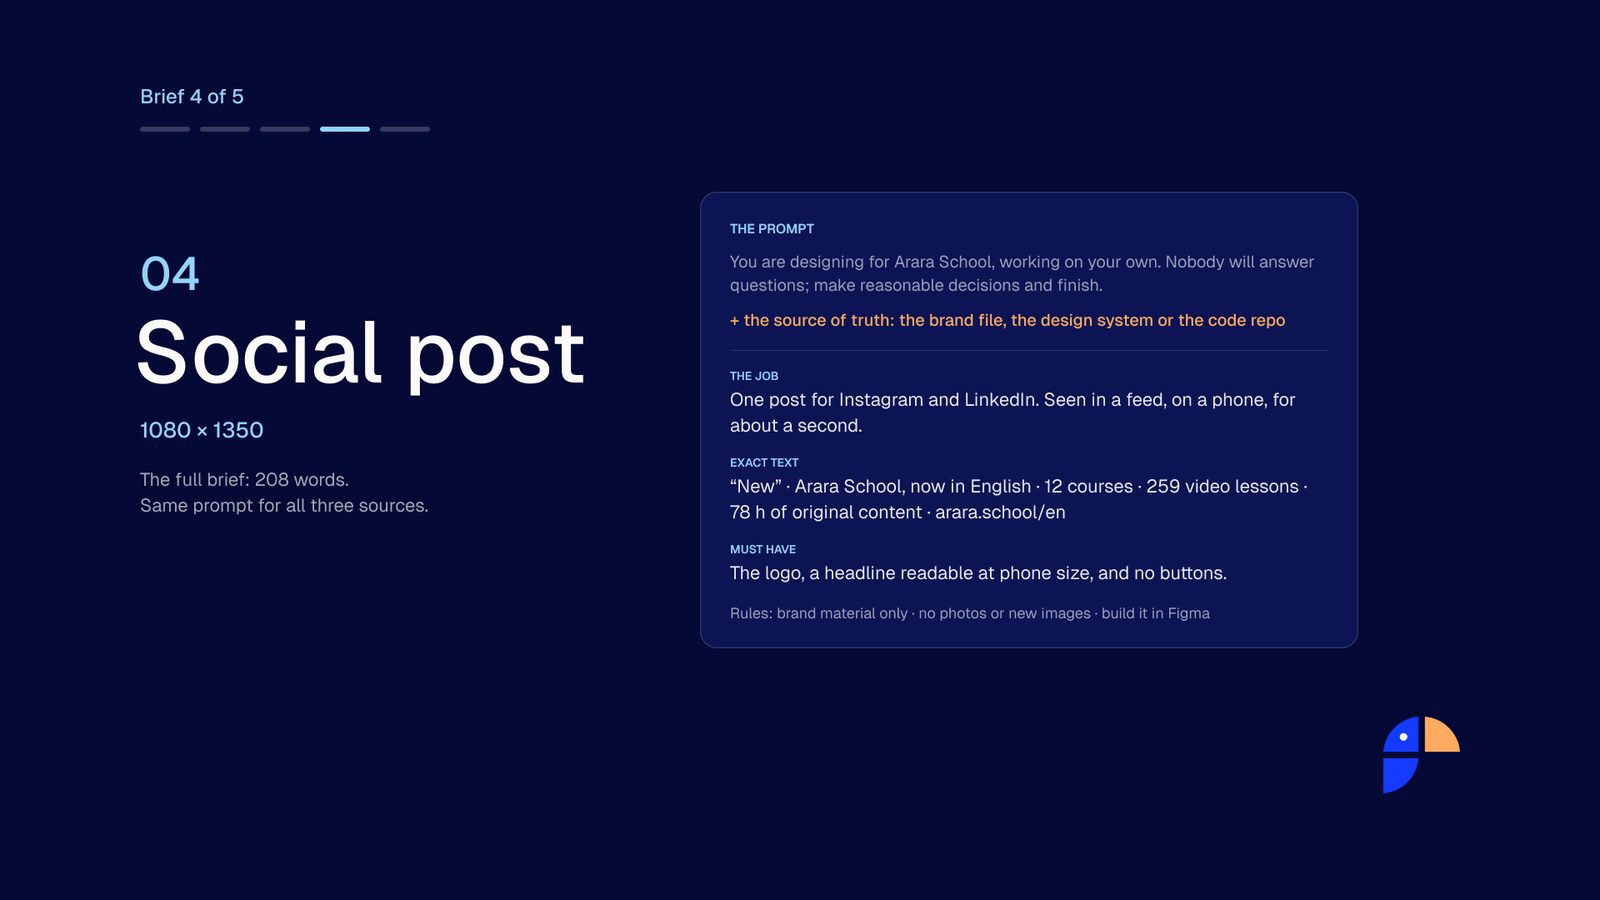 Brief 4 of 5
04
Social post
1080 × 1350
The full brief: 208 words.
Same prompt for all three sources.
THE PROMPT
You are designing for Arara School, working on your own. Nobody will answer
questions; make reasonable decisions and finish.
+ the source of truth: the brand file, the design system or the code repo
THE JOB
One post for Instagram and LinkedIn. Seen in a feed, on a phone, for
about a second.
EXACT TEXT
“New” · Arara School, now in English · 12 courses · 259 video lessons ·
78 h of original content · arara.school/en
MUST HAVE
The logo, a headline readable at phone size, and no buttons.
Rules: brand material only · no photos or new images · build it in Figma